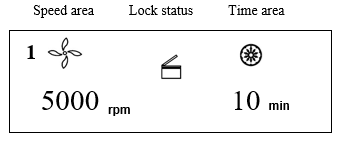 Speed area Lock status Time area
1
5000 rpm 10 min